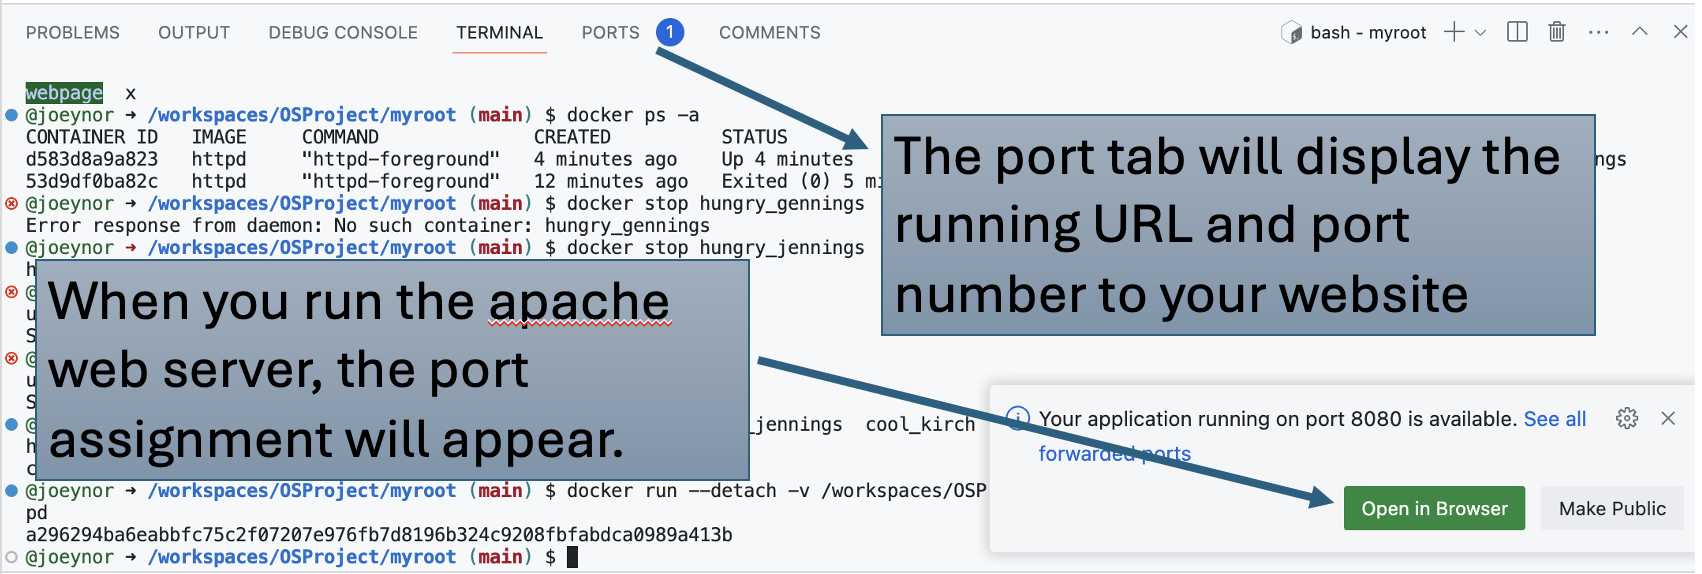 PROBLEMS OUTPUT DEBUG CONSOLE TERMINAL PORTS 1 COMMENTS bash - myroot
webpage x
@joeynor → /workspaces/OSProject/myroot (main) $ docker ps -a
CONTAINER ID IMAGE COMMAND CREATED STATUS
d583d8a9a823 httpd "httpd-foreground" 4 minutes ago Up 4 minutes ngs
53d9df0ba82c httpd "httpd-foreground" 12 minutes ago Exited (0) 5 mi
@joeynor → /workspaces/OSProject/myroot (main) $ docker stop hungry_gennings
Error response from daemon: No such container: hungry_gennings
@joeynor → /workspaces/OSProject/myroot (main) $ docker stop hungry_jennings
The port tab will display the
running URL and port
number to your website
h
@
u
S
@
u
S
When you run the apache
web server, the port
assignment will appear.
@ _jennings cool_kirch
h
c
Your application running on port 8080 is available. See all
forwarded ports
Open in Browser Make Public
@joeynor → /workspaces/OSProject/myroot (main) $ docker run --detach -v /workspaces/OSP
pd
a296294ba6eabbfc75c2f07207e976fb7d8196b324c9208fbfabdca0989a413b
@joeynor → /workspaces/OSProject/myroot (main) $